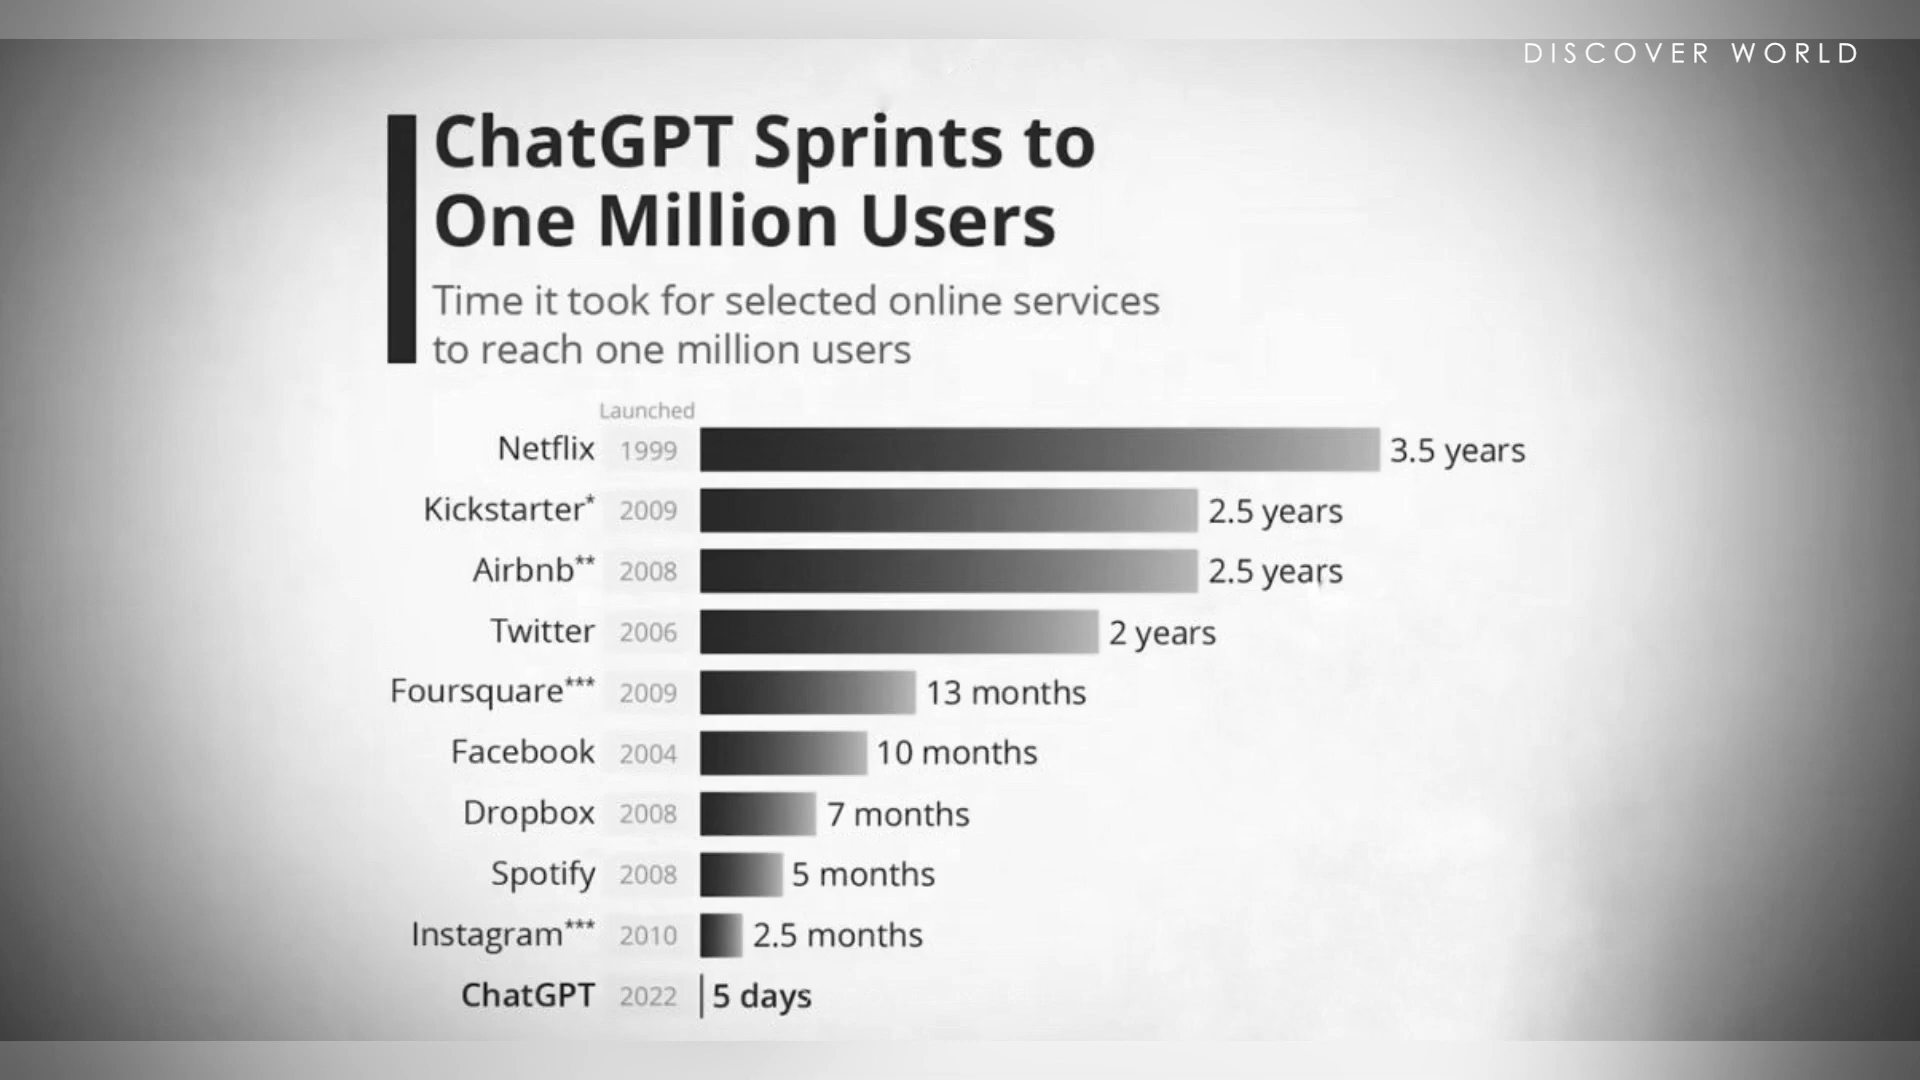 DISCOVER WORLD
ChatGPT Sprints to
One Million Users
Time it took for selected online services
to reach one million users
Launched
Netflix 1999 3.5 years
Kickstarter* 2009 2.5 years
Airbnb** 2008 2.5 years
Twitter 2006 2 years
Foursquare*** 2009 13 months
Facebook 2004 10 months
Dropbox 2008 7 months
Spotify 2008 5 months
Instagram*** 2010 2.5 months
ChatGPT 2022 5 days